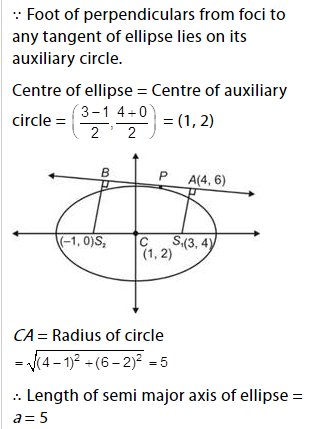 ∵ Foot of perpendiculars from foci to
any tangent of ellipse lies on its
auxiliary circle.
Centre of ellipse = Centre of auxiliary
circle = ((3-1)/2, (4+0)/2) = (1, 2)
B P A(4, 6)
(-1, 0)S₂ C S₁(3, 4)
(1, 2)
CA = Radius of circle
= √((4-1)² + (6-2)²) = 5
∴ Length of semi major axis of ellipse =
a = 5